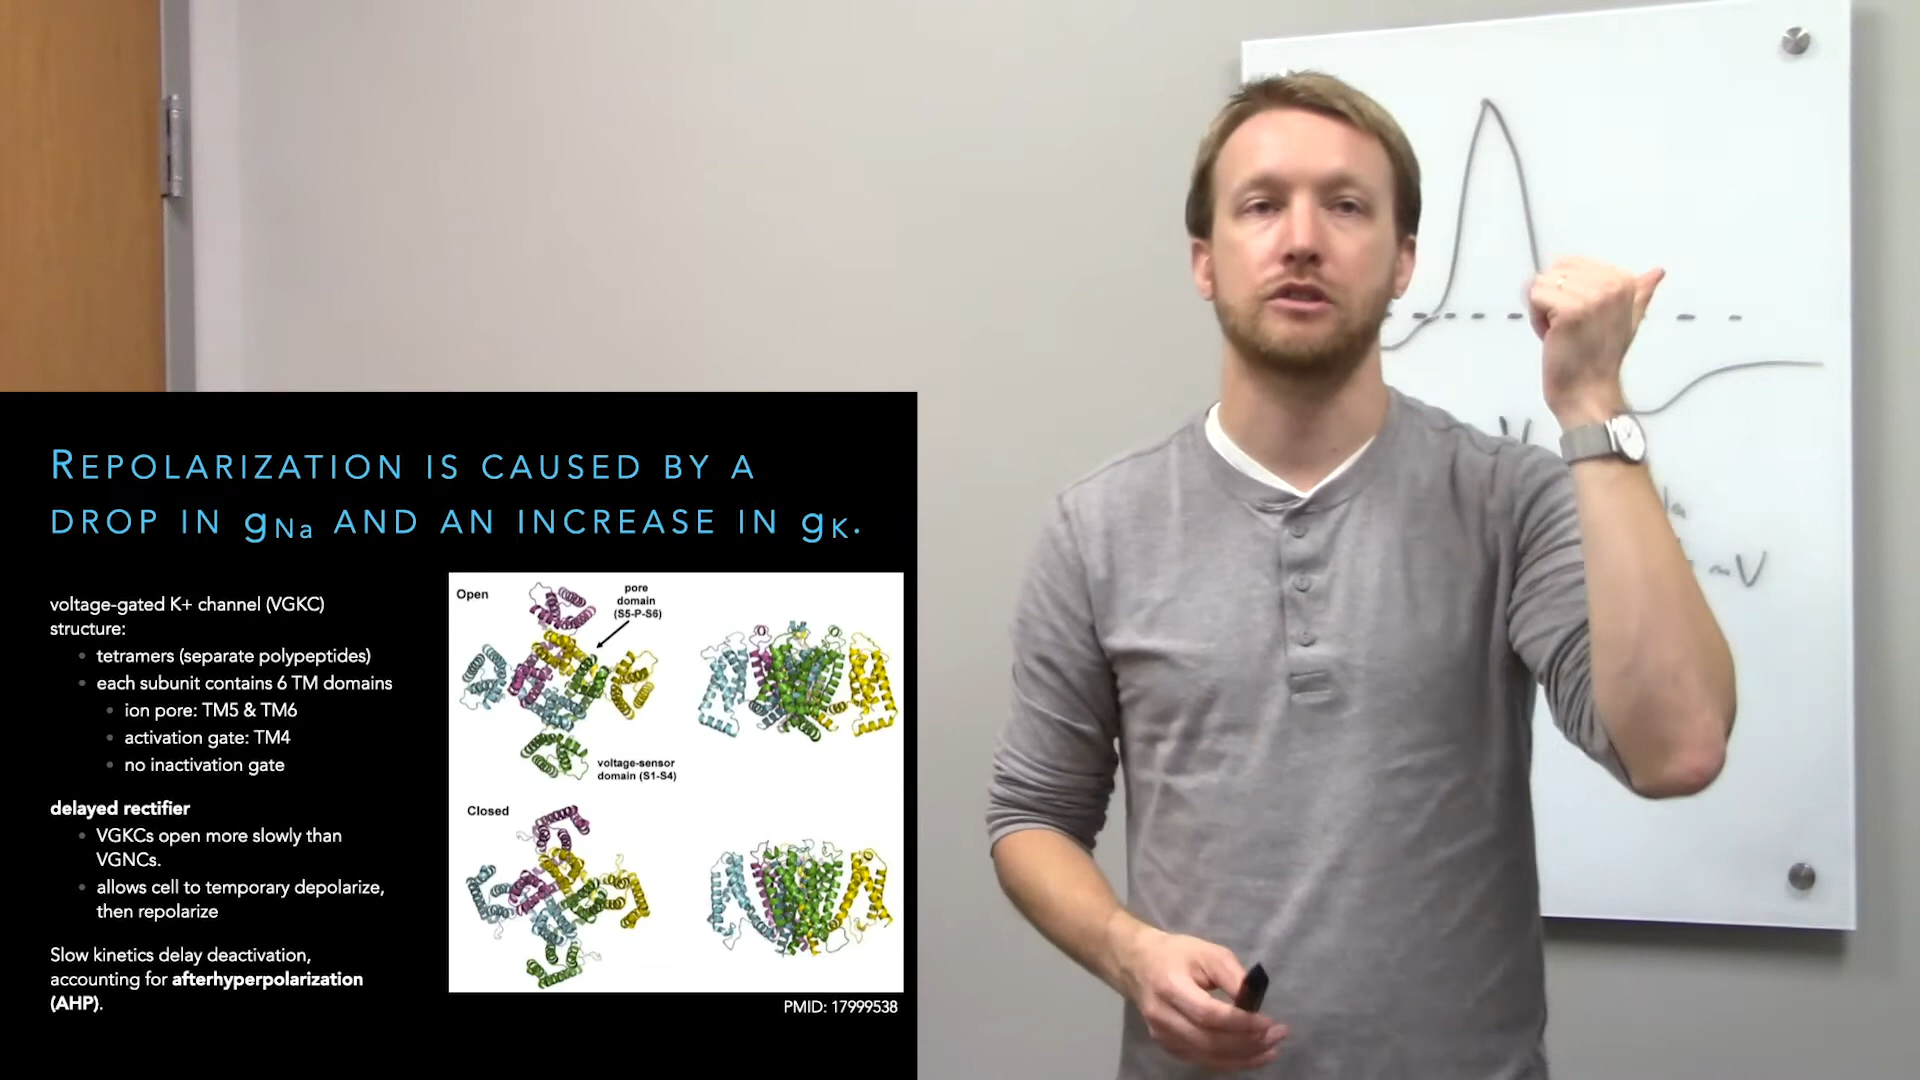 REPOLARIZATION IS CAUSED BY A
DROP IN gNa AND AN INCREASE IN gK.
voltage-gated K+ channel (VGKC)
structure:
tetramers (separate polypeptides)
each subunit contains 6 TM domains
ion pore: TM5 & TM6
activation gate: TM4
no inactivation gate
delayed rectifier
VGKCs open more slowly than
VGNCs.
allows cell to temporary depolarize,
then repolarize
Slow kinetics delay deactivation,
accounting for afterhyperpolarization
(AHP).
Open
pore
domain
(S5-P-S6)
voltage-sensor
domain (S1-S4)
Closed
PMID: 17999538
mV